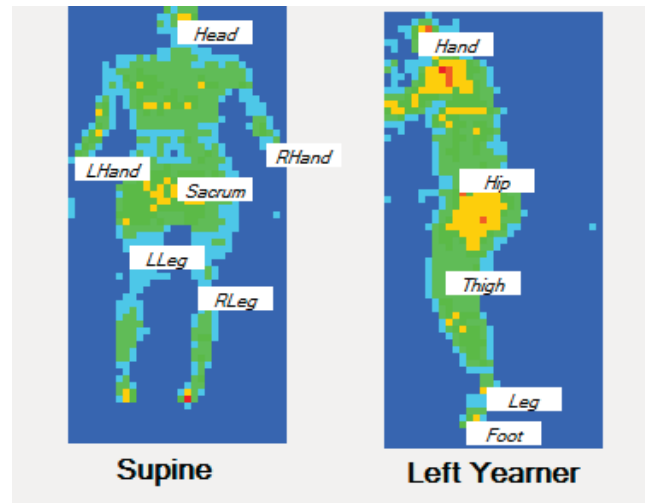 Head
LHand
RHand
Sacrum
LLeg
RLeg
Supine
Hand
Hip
Thigh
Leg
Foot
Left Yearner